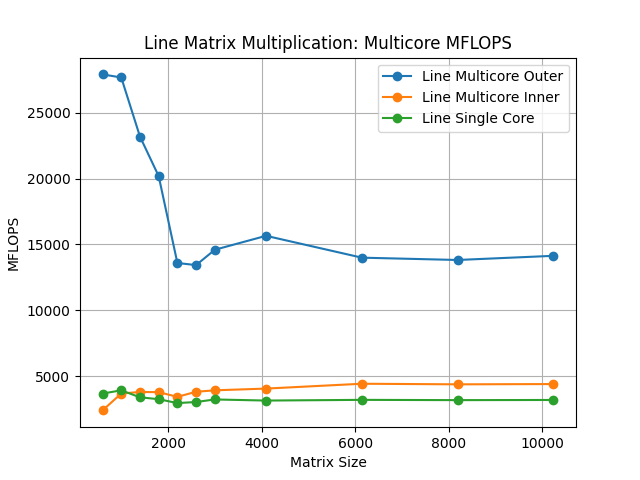 Line Matrix Multiplication: Multicore MFLOPS
Line Multicore Outer
Line Multicore Inner
Line Single Core
MFLOPS
25000
20000
15000
10000
5000
2000 4000 6000 8000 10000
Matrix Size